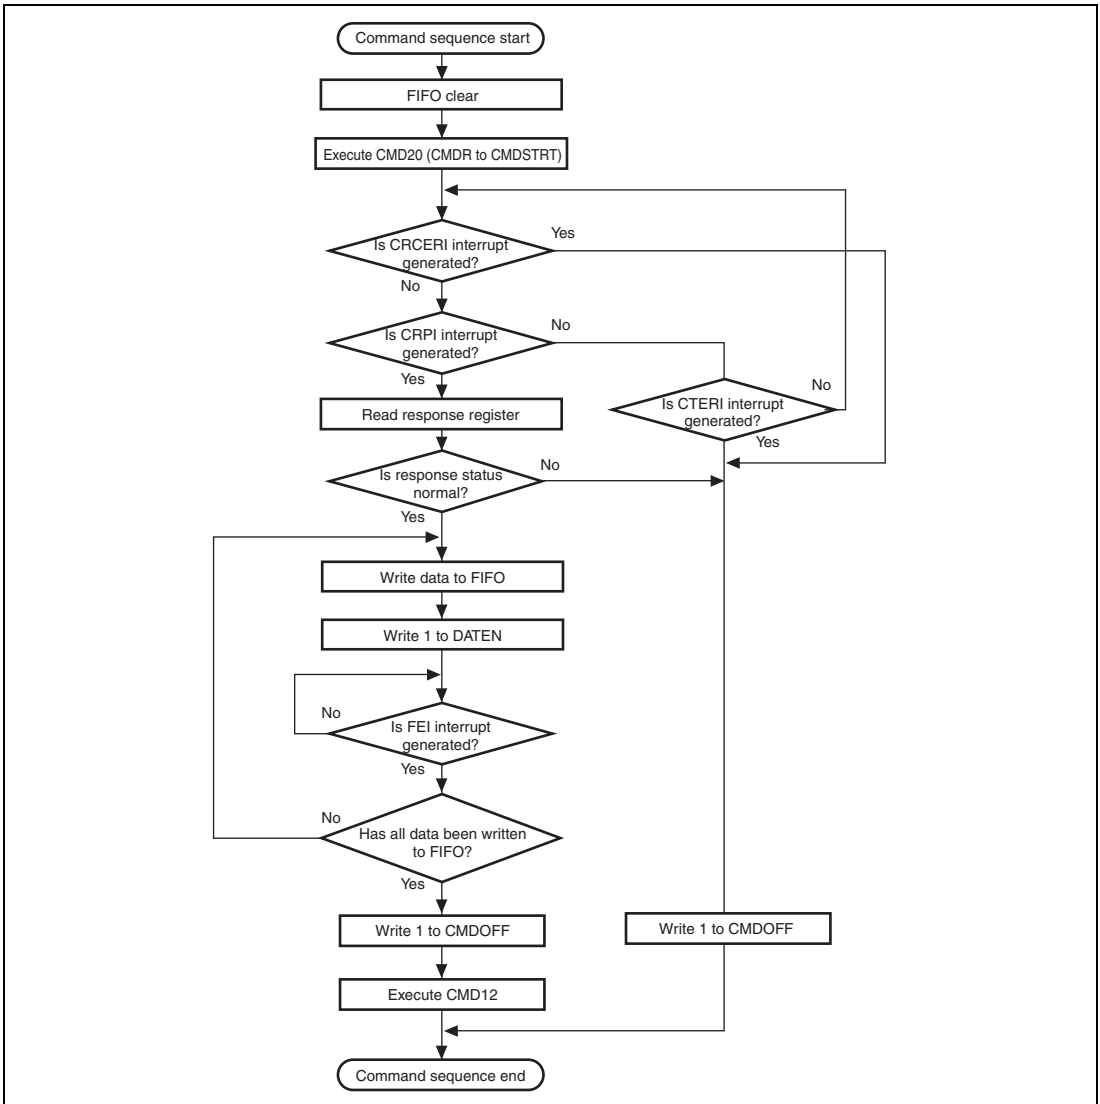 Command sequence start
FIFO clear
Execute CMD20 (CMDR to CMDSTRT)
Is CRCERI interrupt
generated?
Yes
No
Is CRPI interrupt
generated?
No
Yes
Is CTERI interrupt
generated?
No
Yes
Read response register
Is response status
normal?
No
Yes
Write data to FIFO
Write 1 to DATEN
Is FEI interrupt
generated?
No
Yes
Has all data been written
to FIFO?
No
Yes
Write 1 to CMDOFF
Write 1 to CMDOFF
Execute CMD12
Command sequence end